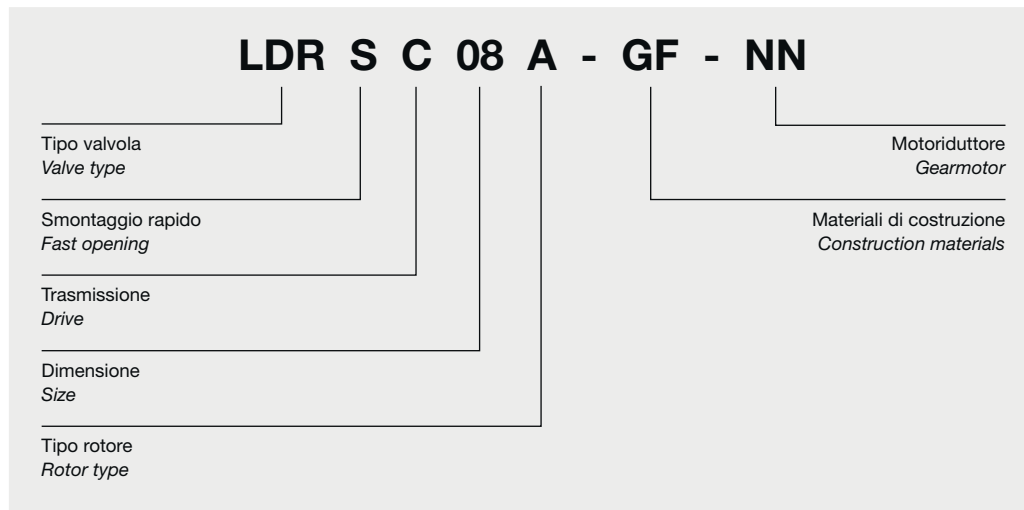 LDR S C 08 A - GF - NN
Tipo valvola
Valve type
Motoriduttore
Gearmotor
Smontaggio rapido
Fast opening
Materiali di costruzione
Construction materials
Trasmissione
Drive
Dimensione
Size
Tipo rotore
Rotor type